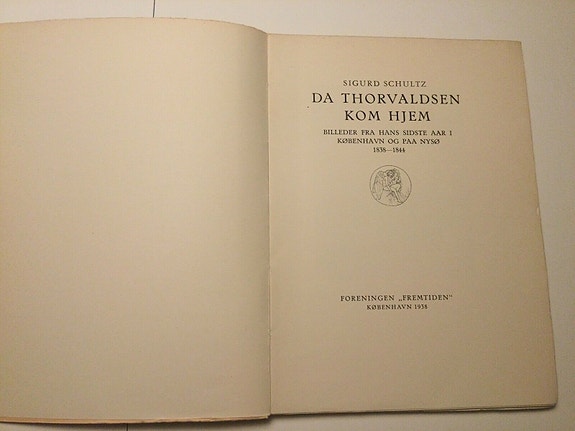 SIGURD SCHULTZ
DA THORVALDSEN
KOM HJEM
BILLEDER FRA HANS SIDSTE AAR I
KØBENHAVN OG PAA NYSØ
1838—1844
FORENINGEN „FREMTIDEN"
KØBENHAVN 1938